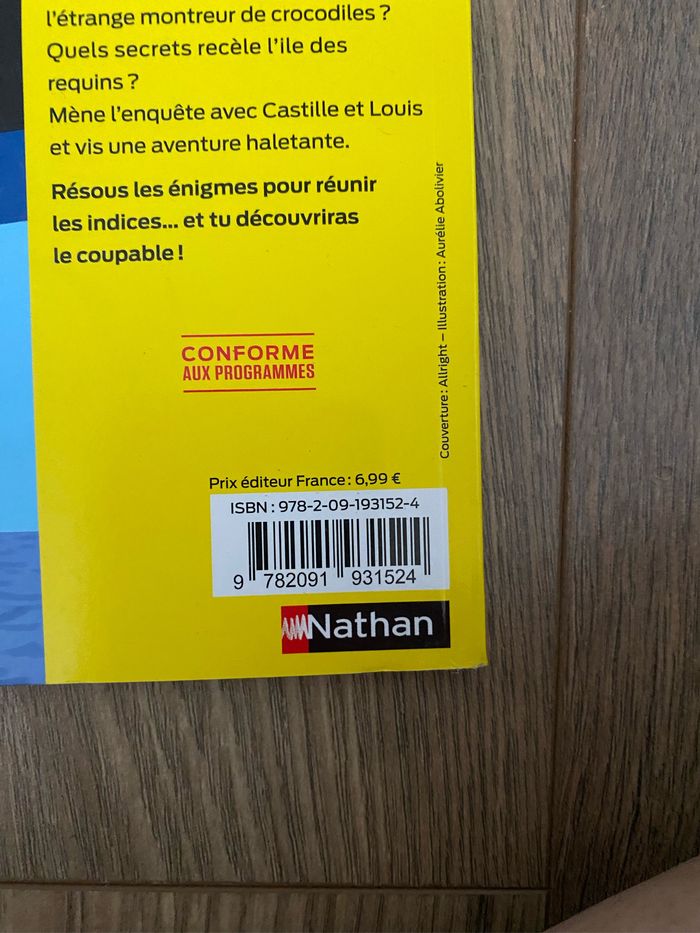 l'étrange montreur de crocodiles ?
Quels secrets recèle l'ile des
requins ?
Mène l'enquête avec Castille et Louis
et vis une aventure haletante.
Résous les énigmes pour réunir
les indices... et tu découvriras
le coupable !
CONFORME
AUX PROGRAMMES
Couverture : Allright – Illustration : Aurélie Abolivier
Prix éditeur France : 6,99 €
ISBN : 978-2-09-193152-4
9 782091 931524
Nathan